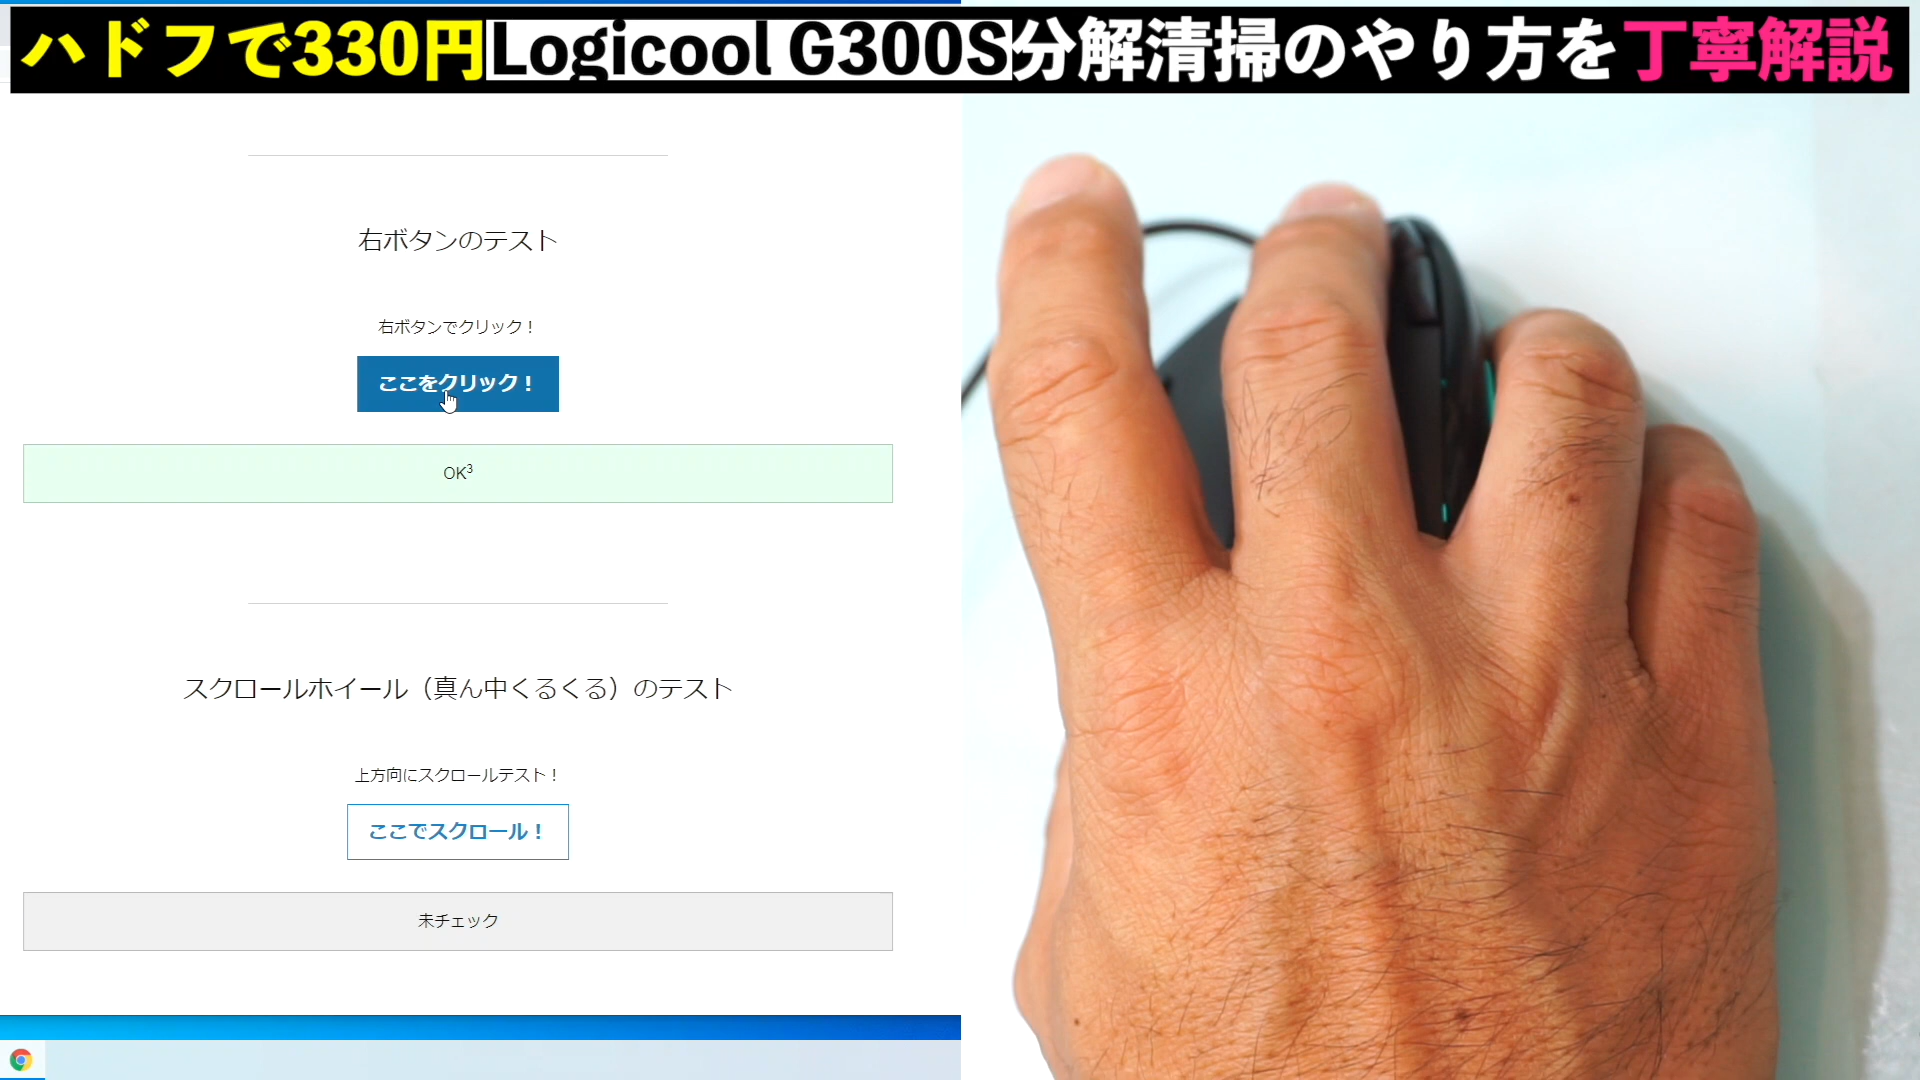 ハドフで330円Logicool G300S分解清掃のやり方を丁寧解説
右ボタンのテスト
右ボタンでクリック！
ここをクリック！
OK³
スクロールホイール（真ん中くるくる）のテスト
上方向にスクロールテスト！
ここでスクロール！
未チェック